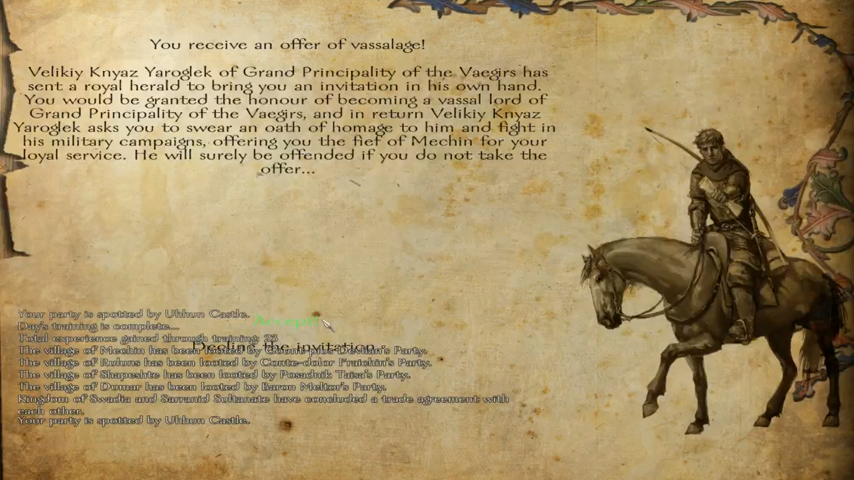 You receive an offer of vassalage!
Velikiy Knyaz Yaroglek of Grand Principality of the Vaegirs has
sent a royal herald to bring you an invitation in his own hand.
You would be granted the honour of becoming a vassal lord of
Grand Principality of the Vaegirs, and in return Velikiy Knyaz
Yaroglek asks you to swear an oath of homage to him and fight in
his military campaigns, offering you the fief of Mechin for your
loyal service. He will surely be offended if you do not take the
offer...
Your party is spotted by Uhhun Castle.
Day's training is complete...
Total experience gained through training: 25
Decline the invitation.
The village of Mechin has been looted by Party.
The village of Ruluns has been looted by Conte-dolor Fraichin's Party.
The village of Shapeshte has been looted by Posadnik Taisa's Party.
The village of Domar has been looted by Baron Meltor's Party.
Kingdom of Swadia and Sarranid Sultanate have concluded a trade agreement with
each other.
Your party is spotted by Uhhun Castle.